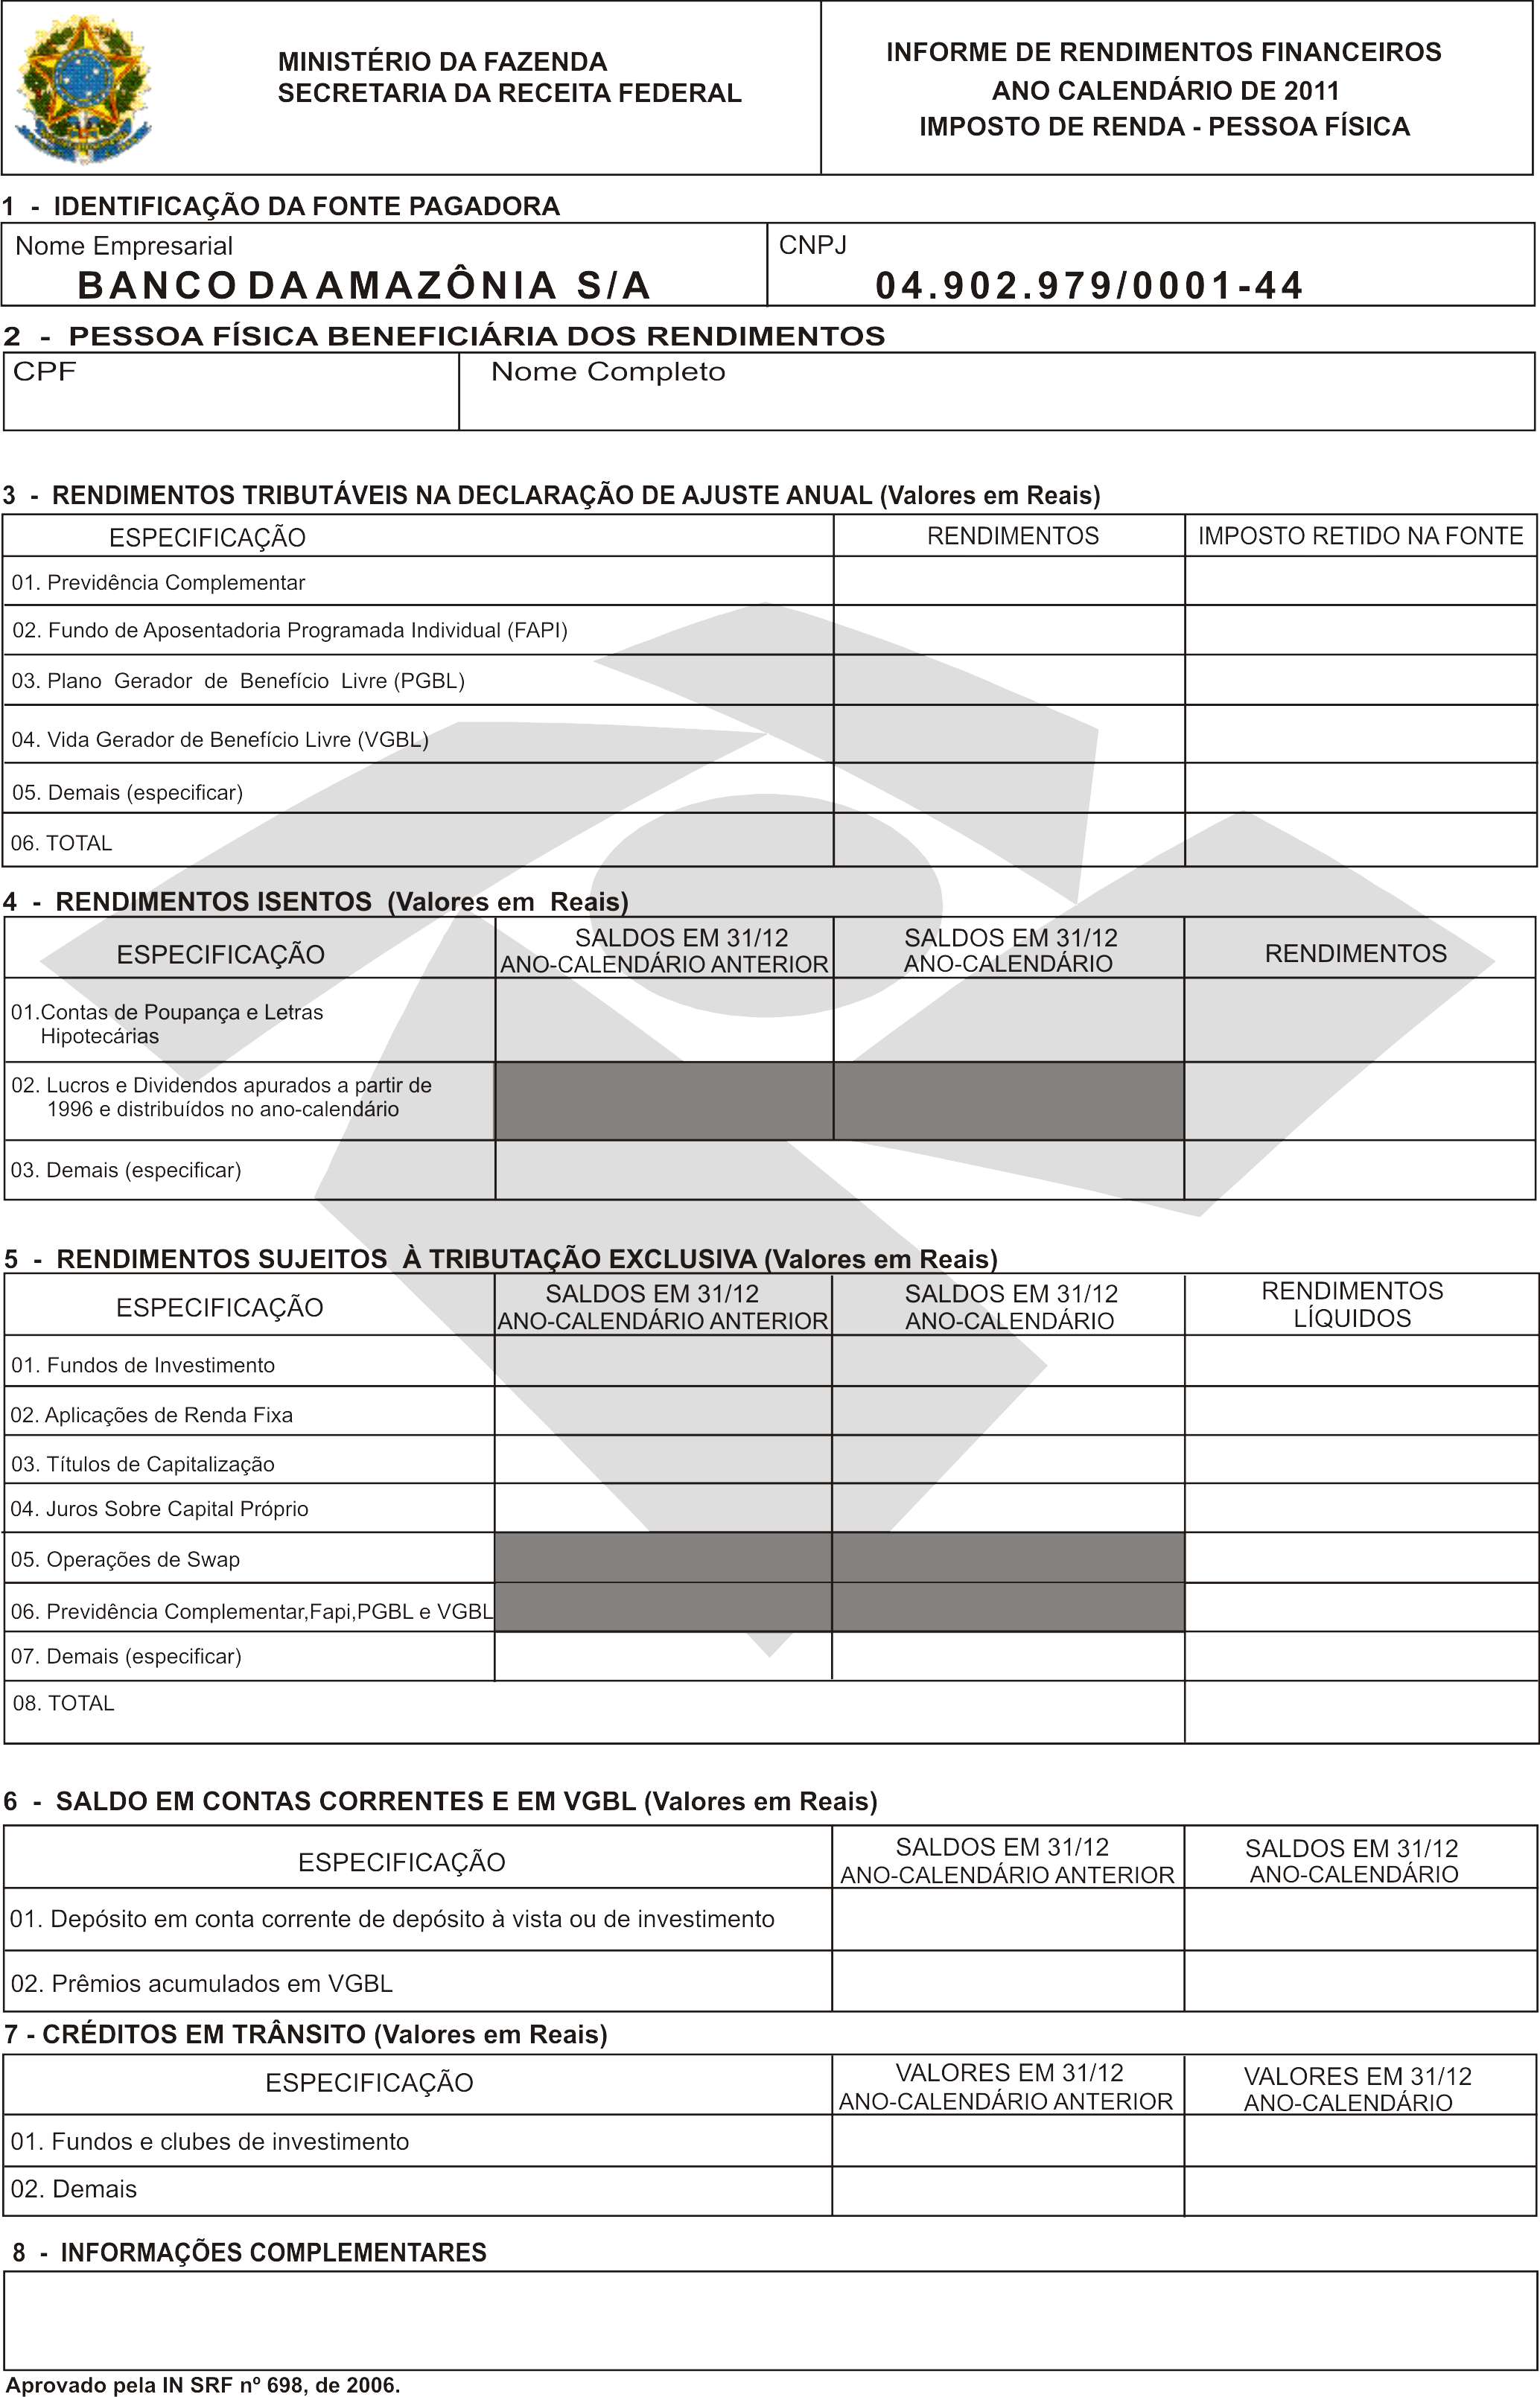 MINISTÉRIO DA FAZENDA
SECRETARIA DA RECEITA FEDERAL
INFORME DE RENDIMENTOS FINANCEIROS
ANO CALENDÁRIO DE 2011
IMPOSTO DE RENDA - PESSOA FÍSICA
1 - IDENTIFICAÇÃO DA FONTE PAGADORA
Nome Empresarial
BANCO DA AMAZÔNIA S/A
CNPJ
04.902.979/0001-44
2 - PESSOA FÍSICA BENEFICIÁRIA DOS RENDIMENTOS
CPF
Nome Completo
3 - RENDIMENTOS TRIBUTÁVEIS NA DECLARAÇÃO DE AJUSTE ANUAL (Valores em Reais)
ESPECIFICAÇÃO
RENDIMENTOS
IMPOSTO RETIDO NA FONTE
01. Previdência Complementar
02. Fundo de Aposentadoria Programada Individual (FAPI)
03. Plano Gerador de Benefício Livre (PGBL)
04. Vida Gerador de Benefício Livre (VGBL)
05. Demais (especificar)
06. TOTAL
4 - RENDIMENTOS ISENTOS (Valores em Reais)
ESPECIFICAÇÃO
SALDOS EM 31/12
ANO-CALENDÁRIO ANTERIOR
SALDOS EM 31/12
ANO-CALENDÁRIO
RENDIMENTOS
01.Contas de Poupança e Letras
Hipotecárias
02. Lucros e Dividendos apurados a partir de
1996 e distribuídos no ano-calendário
03. Demais (especificar)
5 - RENDIMENTOS SUJEITOS À TRIBUTAÇÃO EXCLUSIVA (Valores em Reais)
ESPECIFICAÇÃO
SALDOS EM 31/12
ANO-CALENDÁRIO ANTERIOR
SALDOS EM 31/12
ANO-CALENDÁRIO
RENDIMENTOS
LÍQUIDOS
01. Fundos de Investimento
02. Aplicações de Renda Fixa
03. Títulos de Capitalização
04. Juros Sobre Capital Próprio
05. Operações de Swap
06. Previdência Complementar,Fapi,PGBL e VGBL
07. Demais (especificar)
08. TOTAL
6 - SALDO EM CONTAS CORRENTES E EM VGBL (Valores em Reais)
ESPECIFICAÇÃO
SALDOS EM 31/12
ANO-CALENDÁRIO ANTERIOR
SALDOS EM 31/12
ANO-CALENDÁRIO
01. Depósito em conta corrente de depósito à vista ou de investimento
02. Prêmios acumulados em VGBL
7 - CRÉDITOS EM TRÂNSITO (Valores em Reais)
ESPECIFICAÇÃO
VALORES EM 31/12
ANO-CALENDÁRIO ANTERIOR
VALORES EM 31/12
ANO-CALENDÁRIO
01. Fundos e clubes de investimento
02. Demais
8 - INFORMAÇÕES COMPLEMENTARES
Aprovado pela IN SRF nº 698, de 2006.